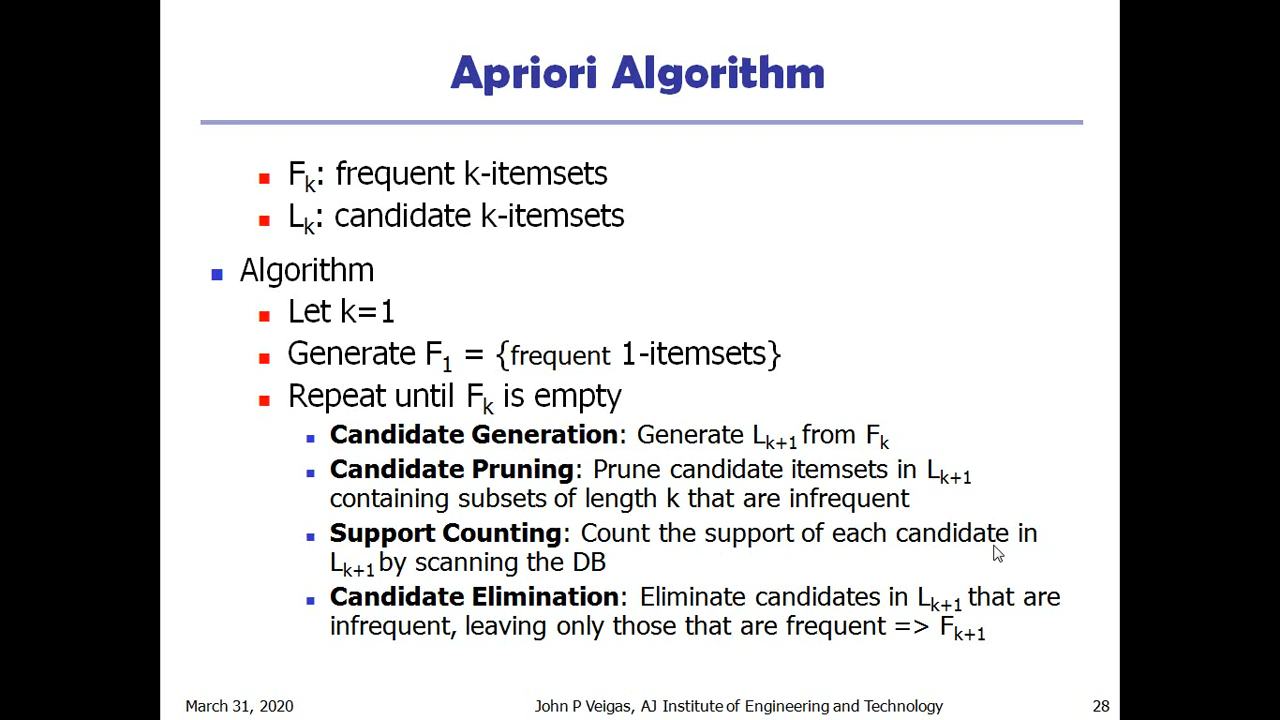 Apriori Algorithm
Fk: frequent k-itemsets
Lk: candidate k-itemsets
Algorithm
Let k=1
Generate F1 = {frequent 1-itemsets}
Repeat until Fk is empty
Candidate Generation: Generate Lk+1 from Fk
Candidate Pruning: Prune candidate itemsets in Lk+1
containing subsets of length k that are infrequent
Support Counting: Count the support of each candidate in
Lk+1 by scanning the DB
Candidate Elimination: Eliminate candidates in Lk+1 that are
infrequent, leaving only those that are frequent => Fk+1
March 31, 2020
John P Veigas, AJ Institute of Engineering and Technology
28